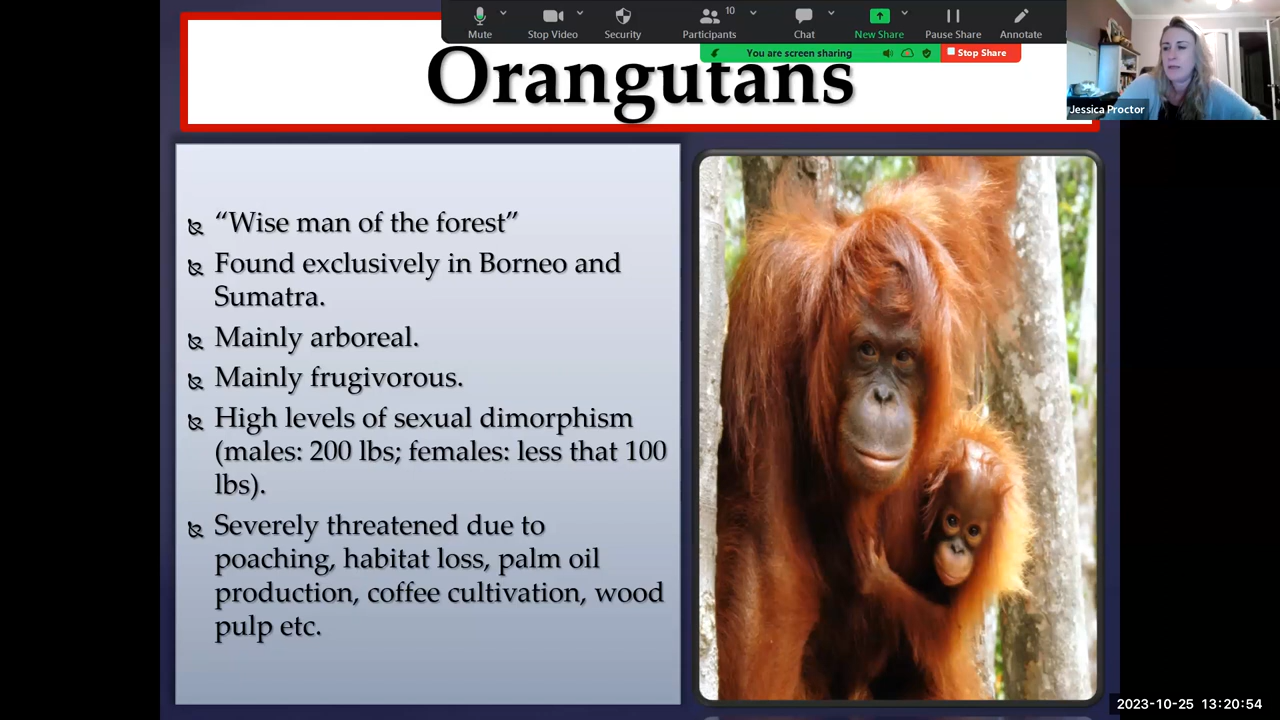 10
Mute
Stop Video
Security
Participants
Chat
New Share
Pause Share
Annotate
You are screen sharing
Stop Share
Jessica Proctor
Orangutans
“Wise man of the forest”
Found exclusively in Borneo and
Sumatra.
Mainly arboreal.
Mainly frugivorous.
High levels of sexual dimorphism
(males: 200 lbs; females: less that 100
lbs).
Severely threatened due to
poaching, habitat loss, palm oil
production, coffee cultivation, wood
pulp etc.
2023-10-25 13:20:54